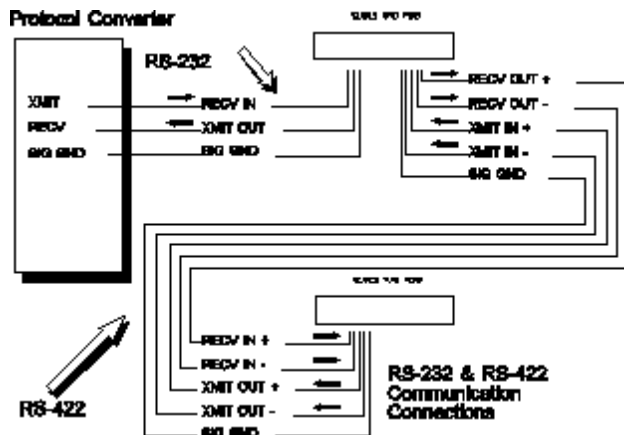 Protocol Converter
RS-232
XMIT
RECV
SIG GND
RECV IN
XMIT OUT
SIG GND
RECV OUT +
RECV OUT -
XMIT IN +
XMIT IN -
SIG GND
RECV IN +
RECV IN -
XMIT OUT +
XMIT OUT -
SIG GND
RS-422
RS-232 & RS-422
Communication
Connections